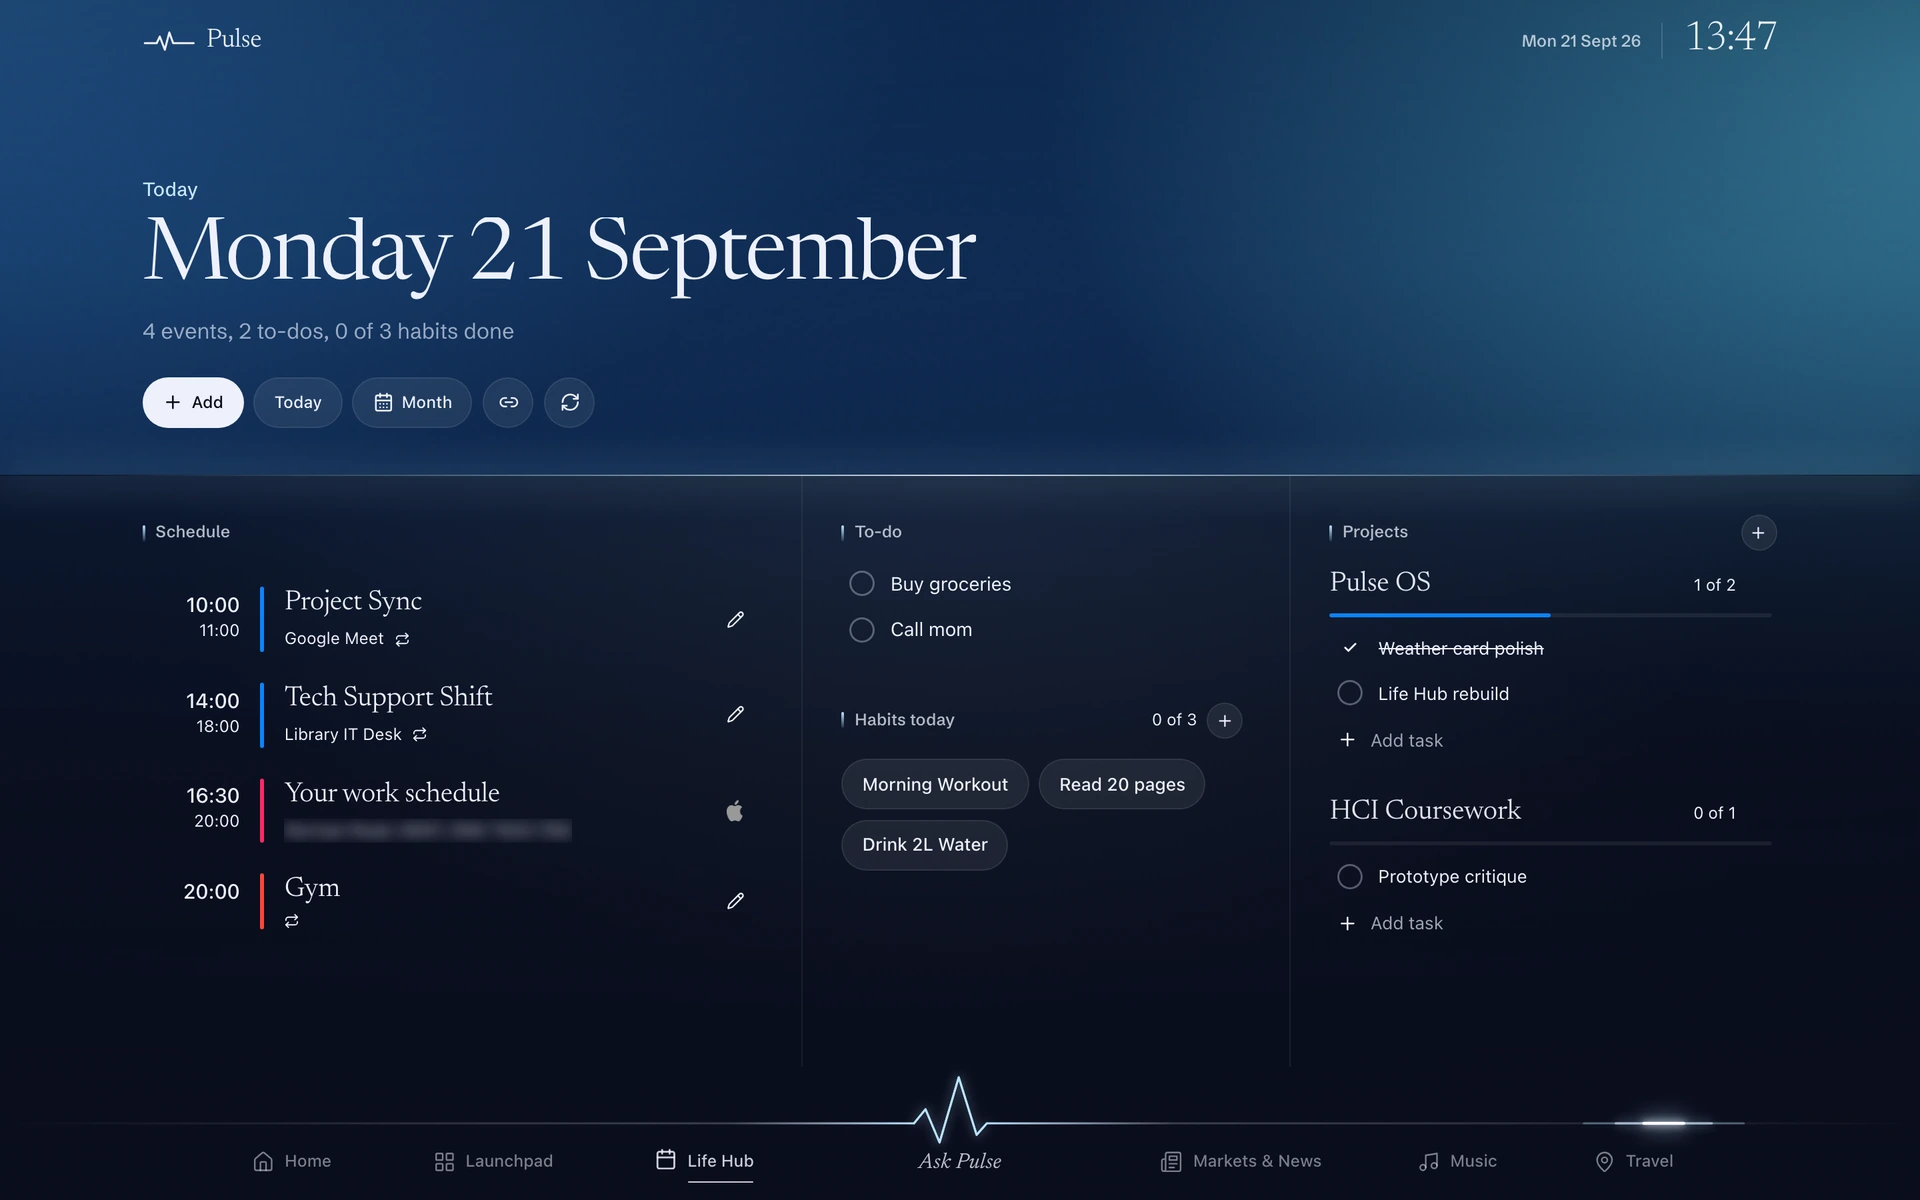 Pulse
Mon 21 Sept 26
13:47
Today
Monday 21 September
4 events, 2 to-dos, 0 of 3 habits done
Add
Today
Month
Schedule
10:00
11:00
Project Sync
Google Meet
14:00
18:00
Tech Support Shift
Library IT Desk
16:30
20:00
Your work schedule
20:00
Gym
To-do
Buy groceries
Call mom
Habits today
0 of 3
Morning Workout
Read 20 pages
Drink 2L Water
Projects
Pulse OS
1 of 2
Weather card polish
Life Hub rebuild
Add task
HCI Coursework
0 of 1
Prototype critique
Add task
Home
Launchpad
Life Hub
Ask Pulse
Markets & News
Music
Travel